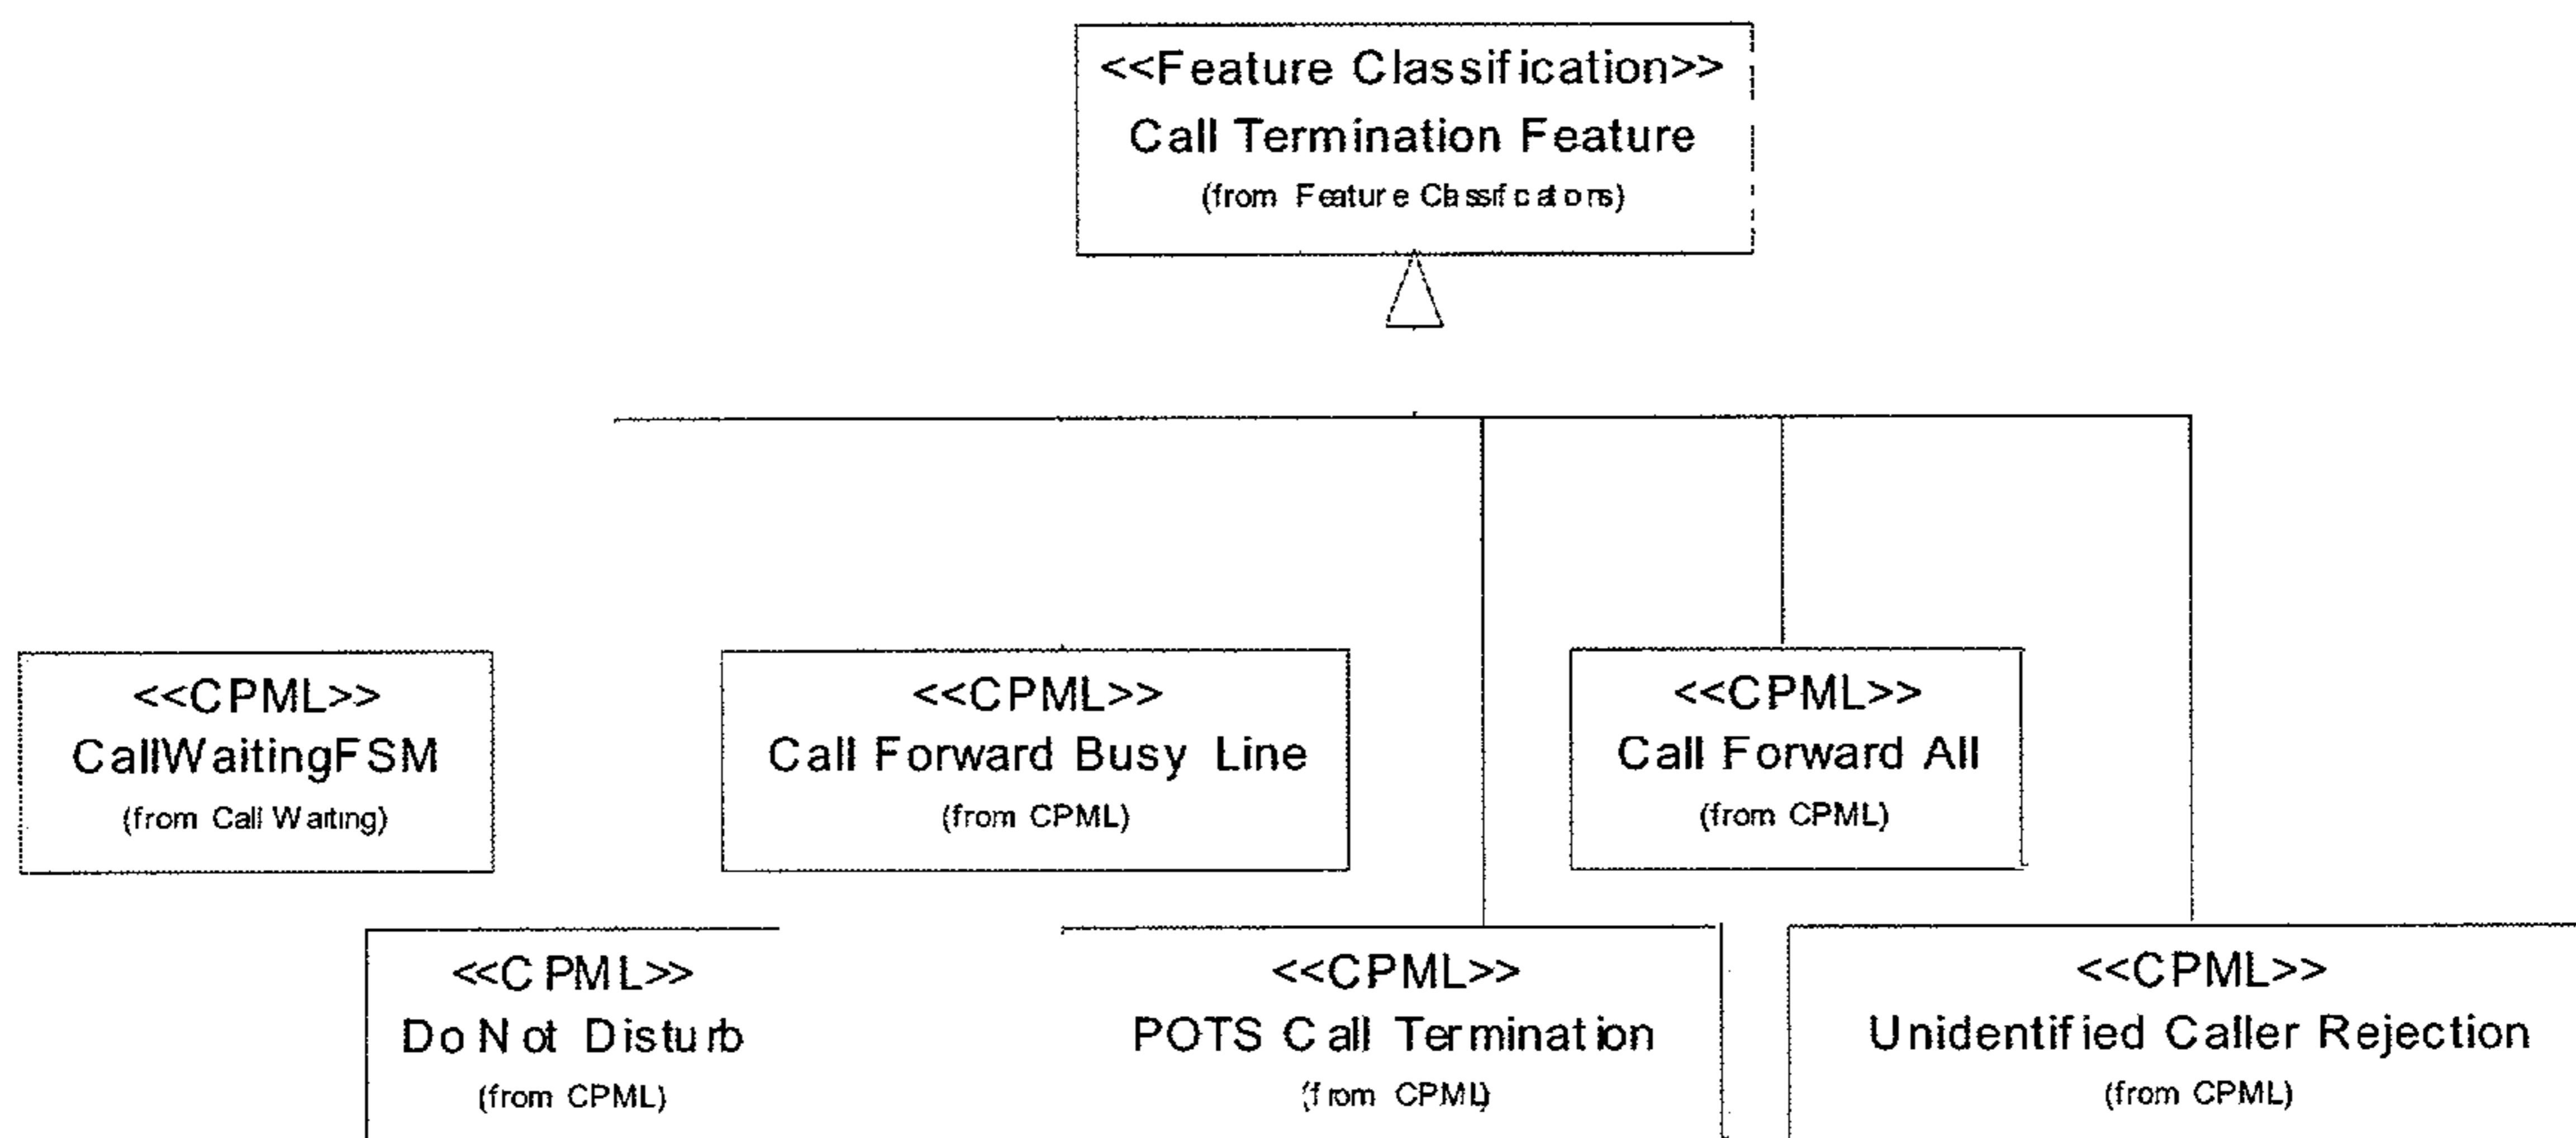 <<Feature Classification>>
Call Termination Feature
(from Feature Classifications)
<<CPML>>
CallWaitingFSM
(from Call Waiting)
<<CPML>>
Call Forward Busy Line
(from CPML)
<<CPML>>
Call Forward All
(from CPML)
<<CPML>>
Do Not Disturb
(from CPML)
<<CPML>>
POTS Call Termination
(from CPML)
<<CPML>>
Unidentified Caller Rejection
(from CPML)